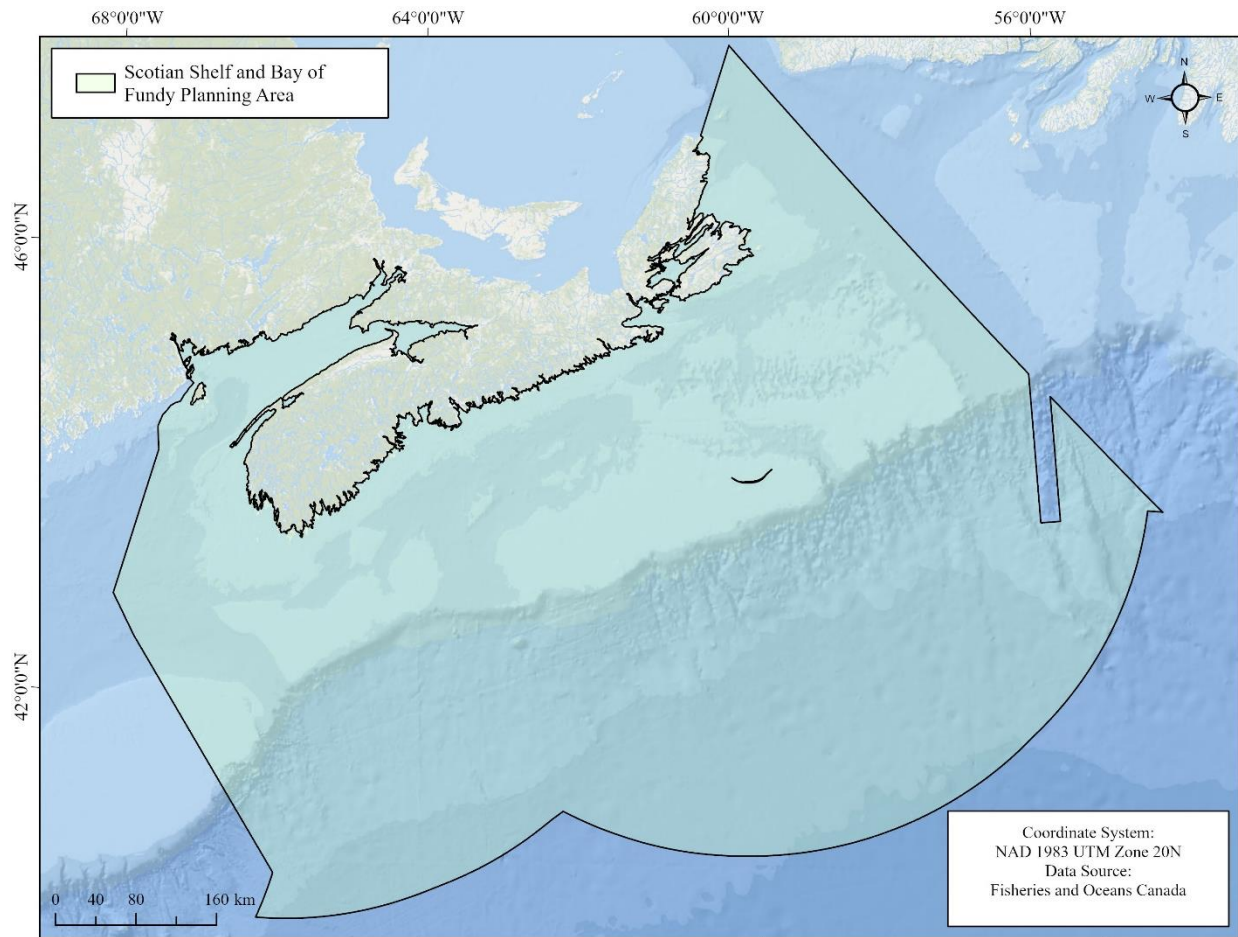 68°0'0"W
64°0'0"W
60°0'0"W
56°0'0"W
Scotian Shelf and Bay of
Fundy Planning Area
N
W
E
S
46°0'0"N
42°0'0"N
Coordinate System:
NAD 1983 UTM Zone 20N
Data Source:
Fisheries and Oceans Canada
0 40 80 160 km